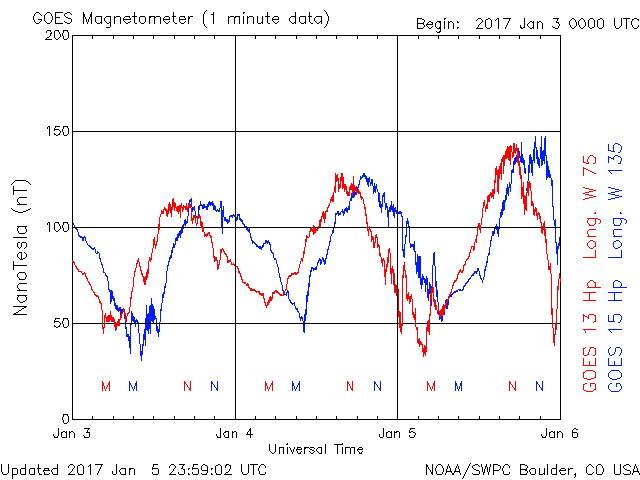 GOES Magnetometer (1 minute data)
Begin: 2017 Jan 3 0000 UTC
200
150
100
50
0
NanoTesla (nT)
M M N N M M N N M M N N
Jan 3 Jan 4 Jan 5 Jan 6
Universal Time
GOES 13 Hp Long. W 75
GOES 15 Hp Long. W 135
Updated 2017 Jan 5 23:59:02 UTC
NOAA/SWPC Boulder, CO USA